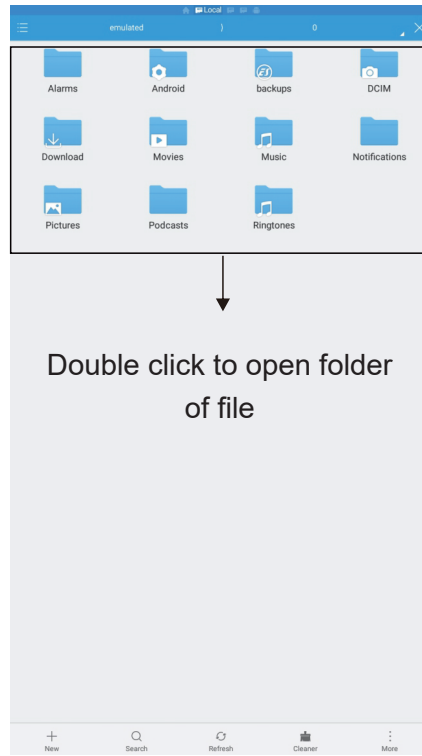 Local
emulated ) 0
Alarms Android backups DCIM
Download Movies Music Notifications
Pictures Podcasts Ringtones
Double click to open folder
of file
New Search Refresh Cleaner More